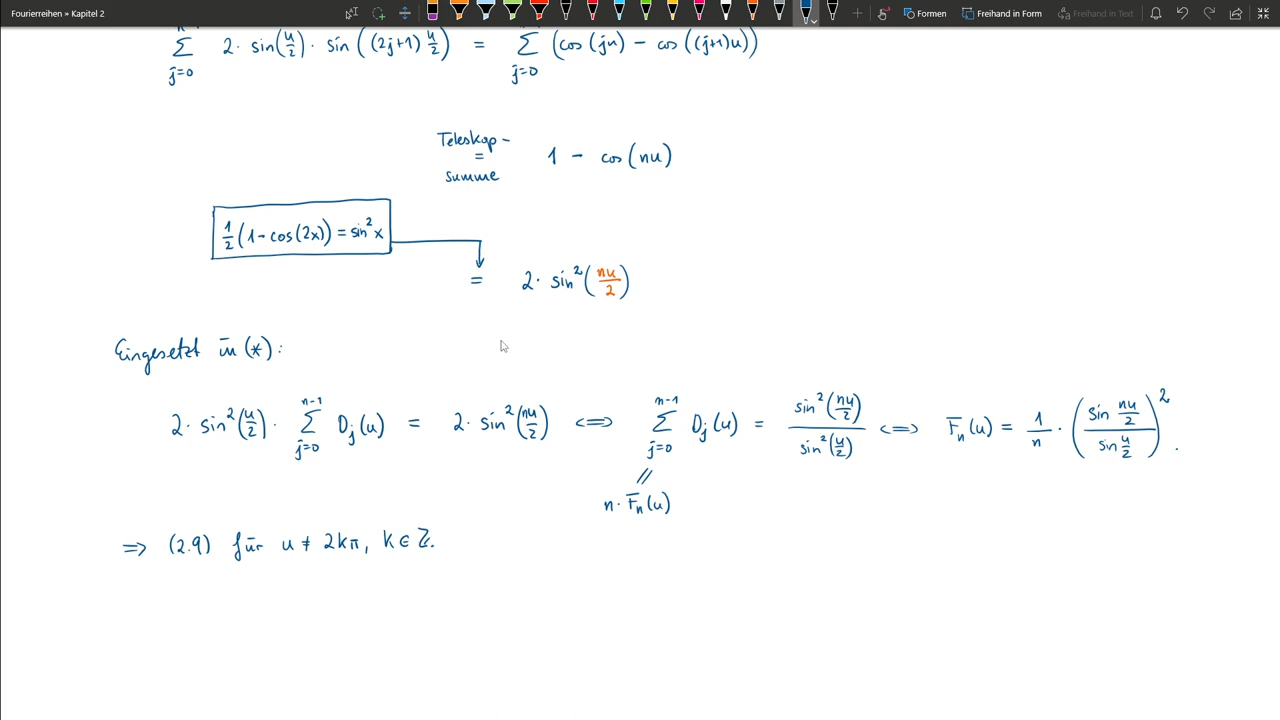 Fourierreihen » Kapitel 2
Formen
Freihand in Form
Freihand in Text
∑_{j=0} 2 · sin(u/2) · sin((2j+1) u/2) = ∑_{j=0} (cos(ju) − cos((j+1)u))
Teleskop-
= 1 − cos(nu)
summe
1/2 (1 − cos(2x)) = sin² x
= 2 · sin²(nu/2)
Eingesetzt in (*):
2 · sin²(u/2) · ∑_{j=0}^{n-1} D_j(u) = 2 · sin²(nu/2) ⟺ ∑_{j=0}^{n-1} D_j(u) = sin²(nu/2) / sin²(u/2) ⟺ F_n(u) = 1/n · (sin nu/2 / sin u/2)² .
//
n · F_n(u)
⇒ (2.9) für u ≠ 2kπ, k ∈ ℤ.